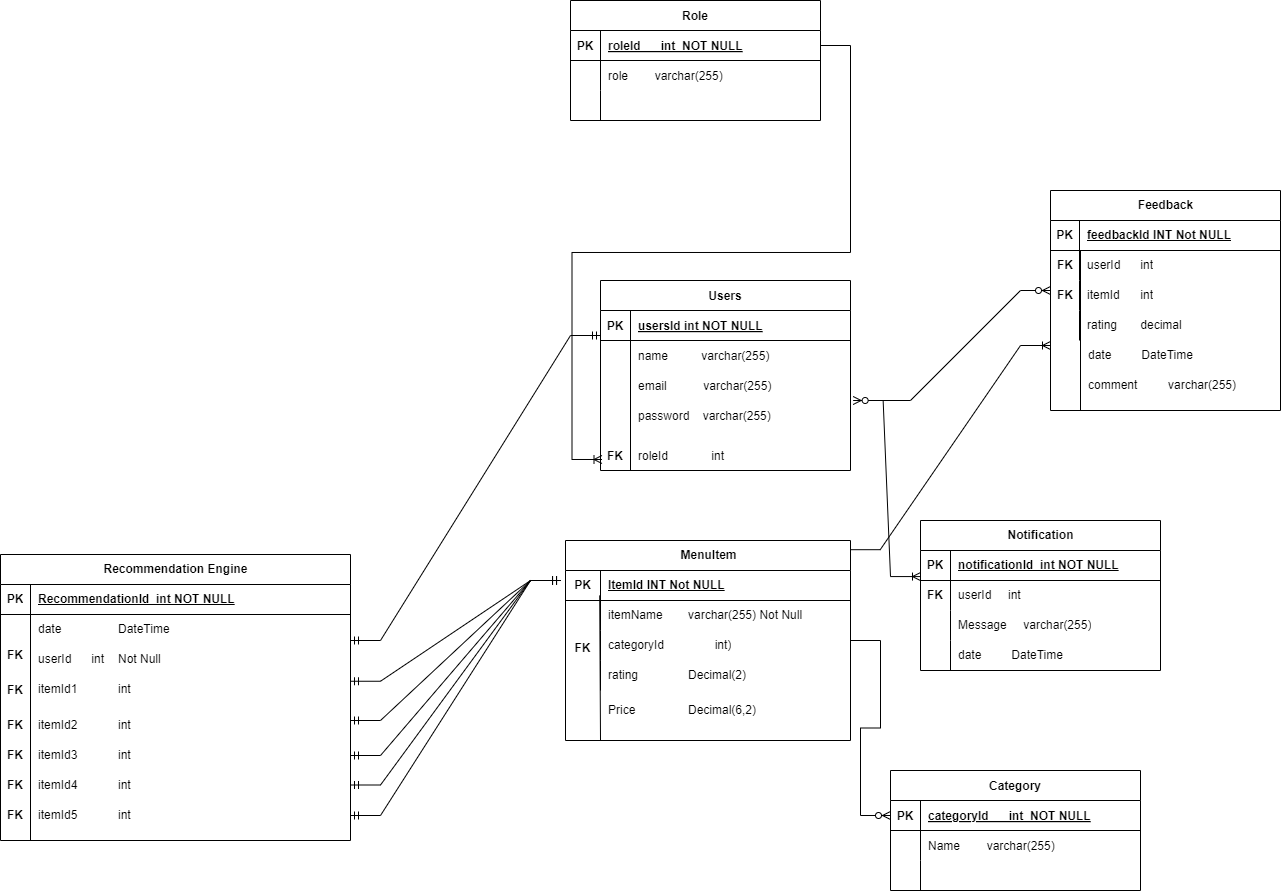 Role
PK roleId int NOT NULL
role varchar(255)
Users
PK usersId int NOT NULL
name varchar(255)
email varchar(255)
password varchar(255)
FK roleId int
Feedback
PK feedbackId INT Not NULL
FK userId int
FK itemId int
rating decimal
date DateTime
comment varchar(255)
Recommendation Engine
PK RecommendationId int NOT NULL
date DateTime
FK userId int Not Null
FK itemId1 int
FK itemId2 int
FK itemId3 int
FK itemId4 int
FK itemId5 int
MenuItem
PK ItemId INT Not NULL
itemName varchar(255) Not Null
FK categoryId int)
rating Decimal(2)
Price Decimal(6,2)
Notification
PK notificationId int NOT NULL
FK userId int
Message varchar(255)
date DateTime
Category
PK categoryId int NOT NULL
Name varchar(255)